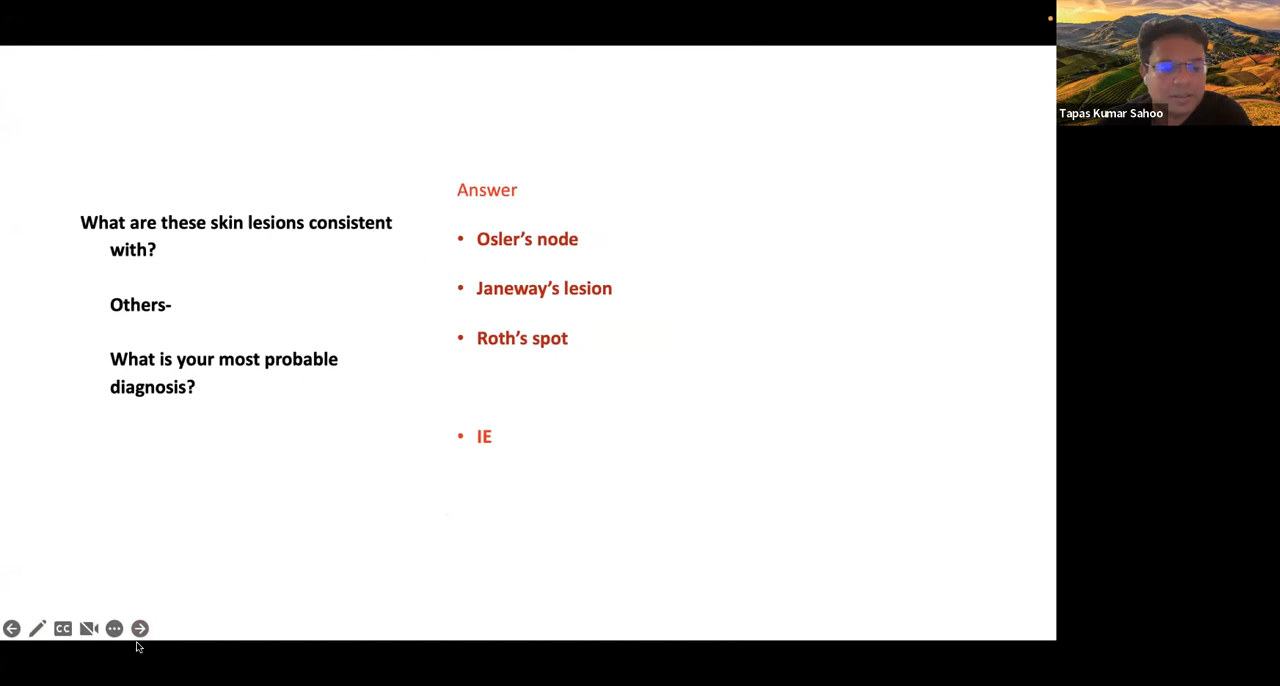 Tapas Kumar Sahoo
What are these skin lesions consistent
with?
Others-
What is your most probable
diagnosis?
Answer
• Osler’s node
• Janeway’s lesion
• Roth’s spot
• IE
CC